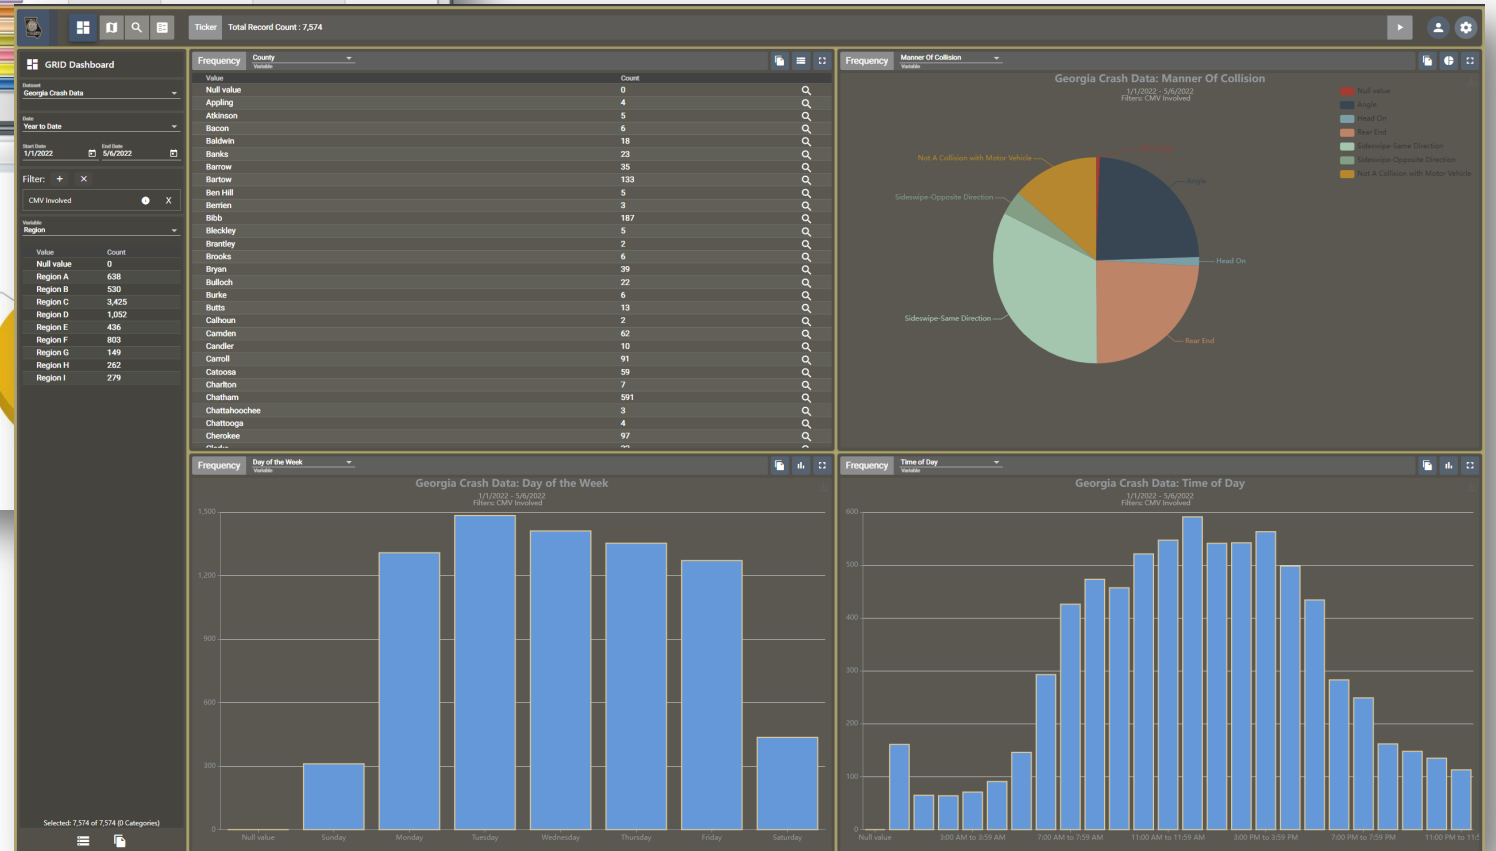 Ticker Total Record Count : 7,574
GRID Dashboard
Dataset
Georgia Crash Data
Date
Year to Date
Start Date End Date
1/1/2022 5/6/2022
Filter: + ×
CMV Involved X
Variable
Region
Value Count
Null value 0
Region A 638
Region B 530
Region C 3,425
Region D 1,052
Region E 436
Region F 803
Region G 149
Region H 262
Region I 279
Selected: 7,574 of 7,574 (0 Categories)
Frequency County
Variable
Value Count
Null value 0
Appling 4
Atkinson 5
Bacon 6
Baldwin 18
Banks 23
Barrow 35
Bartow 133
Ben Hill 5
Berrien 3
Bibb 187
Bleckley 5
Brantley 2
Brooks 6
Bryan 39
Bulloch 22
Burke 6
Butts 13
Calhoun 2
Camden 62
Candler 10
Carroll 91
Catoosa 59
Charlton 7
Chatham 591
Chattahoochee 3
Chattooga 4
Cherokee 97
Frequency Manner Of Collision
Variable
Georgia Crash Data: Manner Of Collision
1/1/2022 - 5/6/2022
Filters: CMV Involved
Null value
Angle
Head On
Rear End
Sideswipe-Same Direction
Sideswipe-Opposite Direction
Not A Collision with Motor Vehicle
Not A Collision with Motor Vehicle
Angle
Sideswipe-Opposite Direction
Head On
Sideswipe-Same Direction
Rear End
Frequency Day of the Week
Variable
Georgia Crash Data: Day of the Week
1/1/2022 - 5/6/2022
Filters: CMV Involved
1,500
1,200
900
600
300
0
Null value Sunday Monday Tuesday Wednesday Thursday Friday Saturday
Frequency Time of Day
Variable
Georgia Crash Data: Time of Day
1/1/2022 - 5/6/2022
Filters: CMV Involved
600
500
400
300
200
100
0
Null value 3:00 AM to 3:59 AM 7:00 AM to 7:59 AM 11:00 AM to 11:59 AM 3:00 PM to 3:59 PM 7:00 PM to 7:59 PM 11:00 PM to 11:5